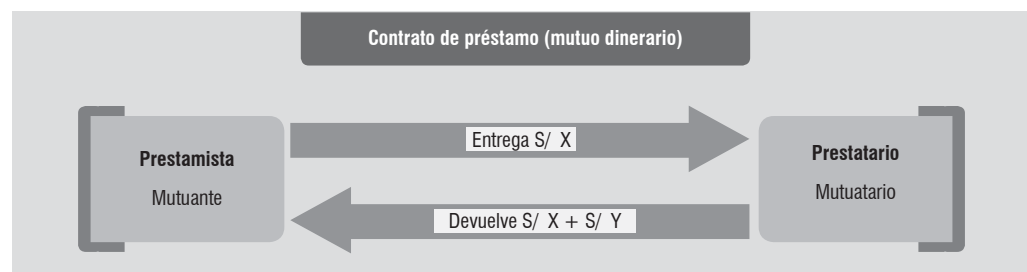 Contrato de préstamo (mutuo dinerario)
Prestamista
Mutuante
Entrega S/ X
Devuelve S/ X + S/ Y
Prestatario
Mutuatario